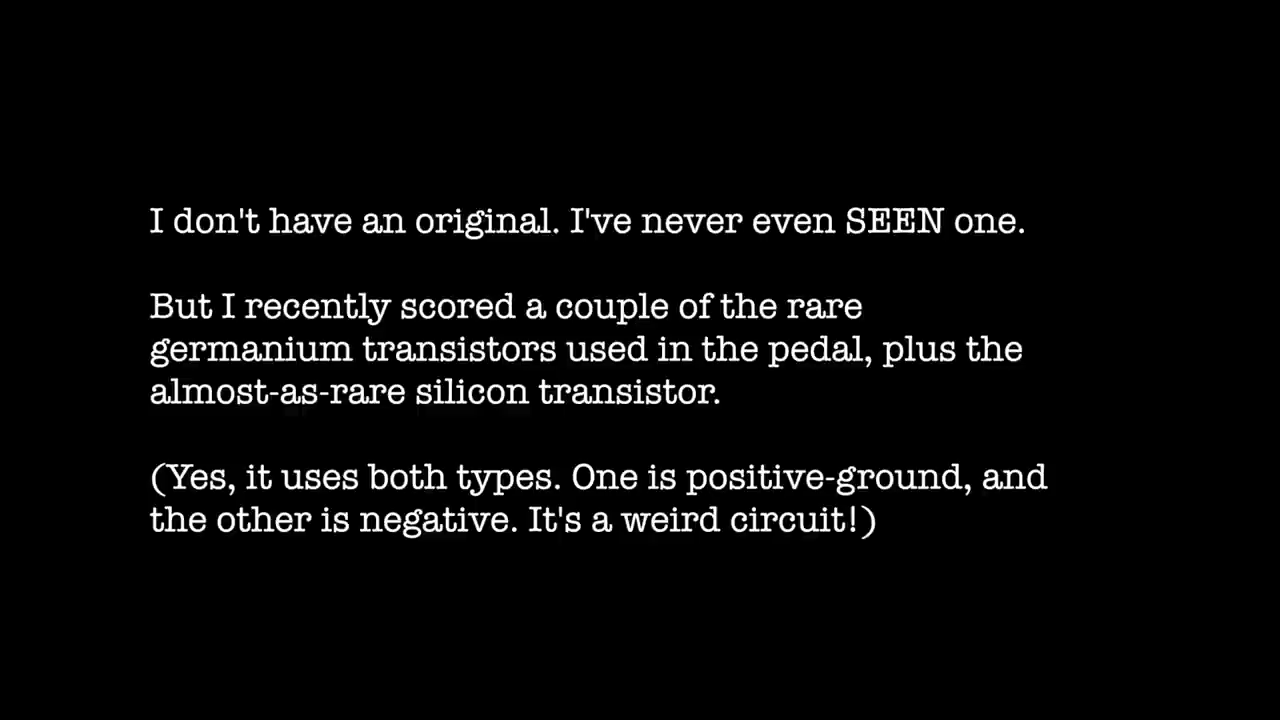 I don't have an original. I've never even SEEN one.
But I recently scored a couple of the rare
germanium transistors used in the pedal, plus the
almost-as-rare silicon transistor.
(Yes, it uses both types. One is positive-ground, and
the other is negative. It's a weird circuit!)